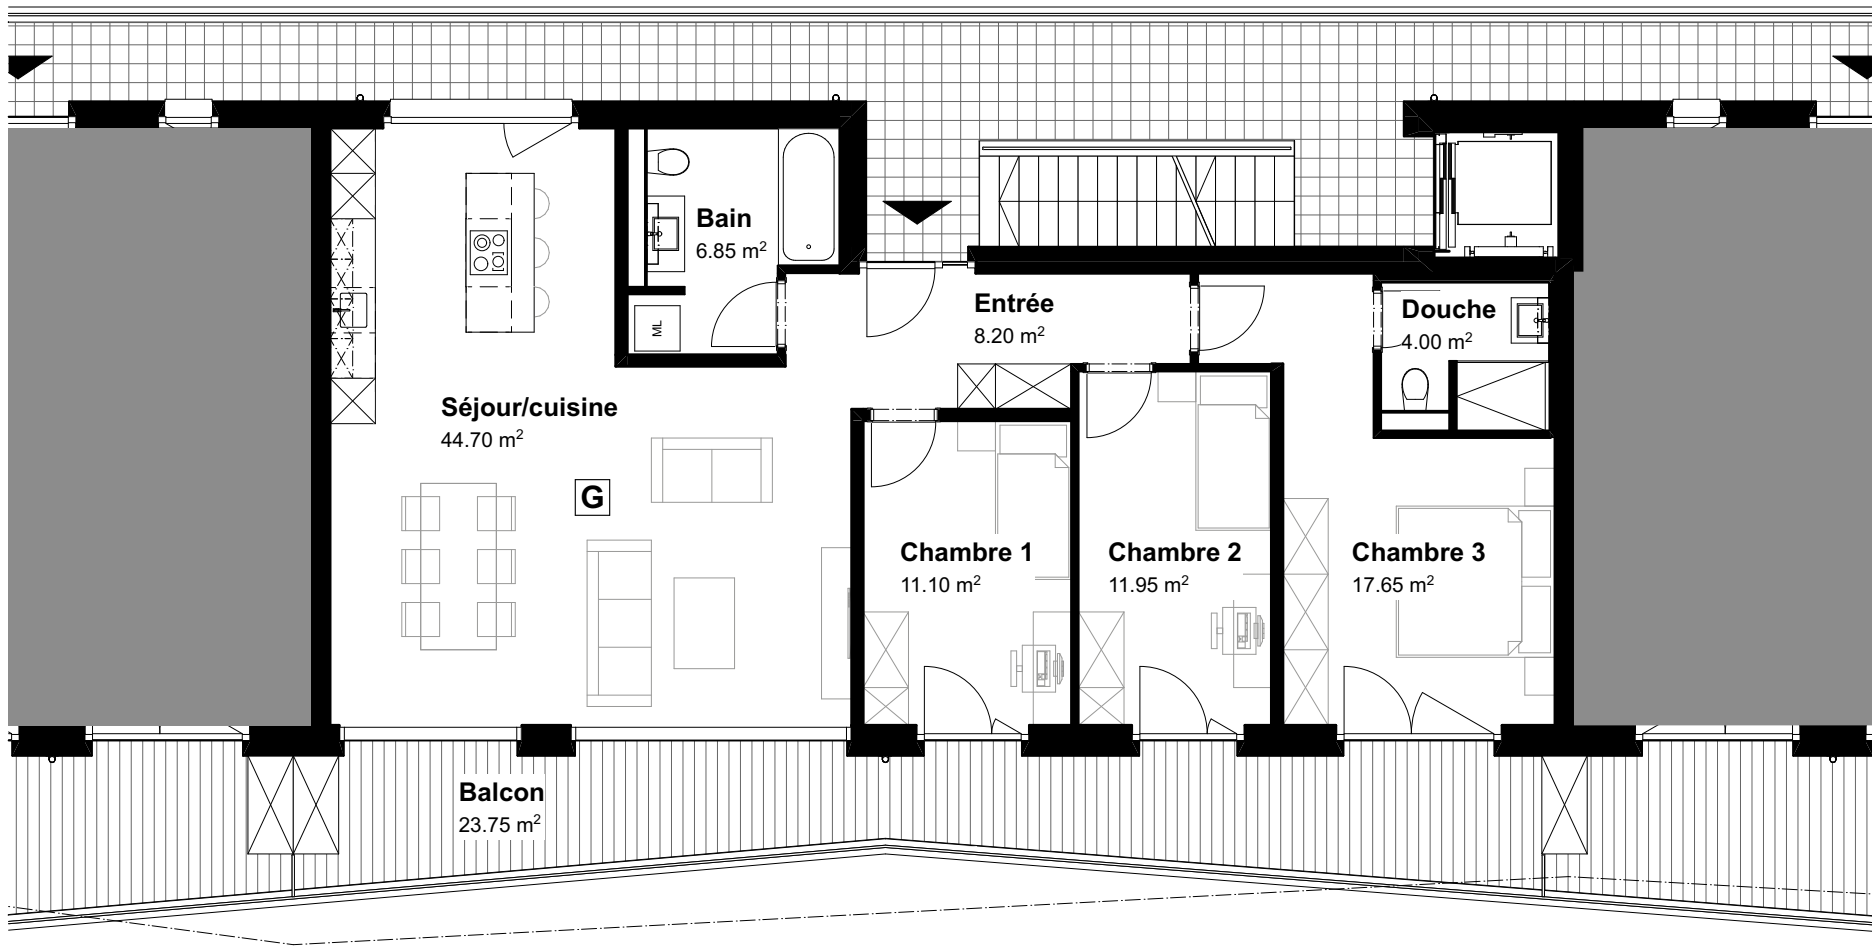 Bain
6.85 m²
ML
Entrée
8.20 m²
Douche
4.00 m²
Séjour/cuisine
44.70 m²
G
Chambre 1
11.10 m²
Chambre 2
11.95 m²
Chambre 3
17.65 m²
Balcon
23.75 m²